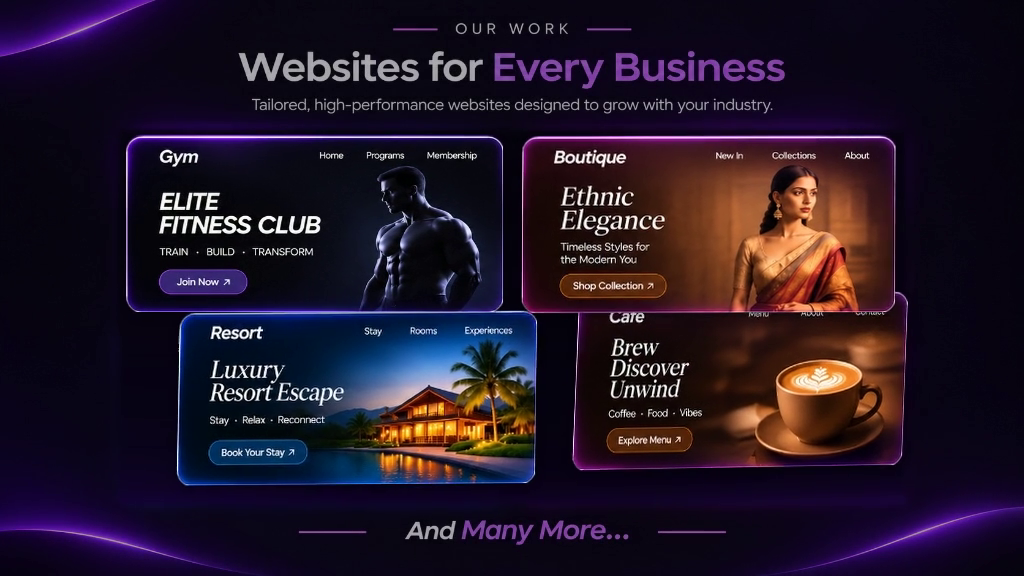 OUR WORK
Websites for Every Business
Tailored, high-performance websites designed to grow with your industry.
Gym
Home Programs Membership
ELITE
FITNESS CLUB
TRAIN · BUILD · TRANSFORM
Join Now ↗
Boutique
New In Collections About
Ethnic
Elegance
Timeless Styles for
the Modern You
Shop Collection ↗
Resort
Stay Rooms Experiences
Luxury
Resort Escape
Stay · Relax · Reconnect
Book Your Stay ↗
Cafe
Menu About Contact
Brew
Discover
Unwind
Coffee · Food · Vibes
Explore Menu ↗
And Many More...